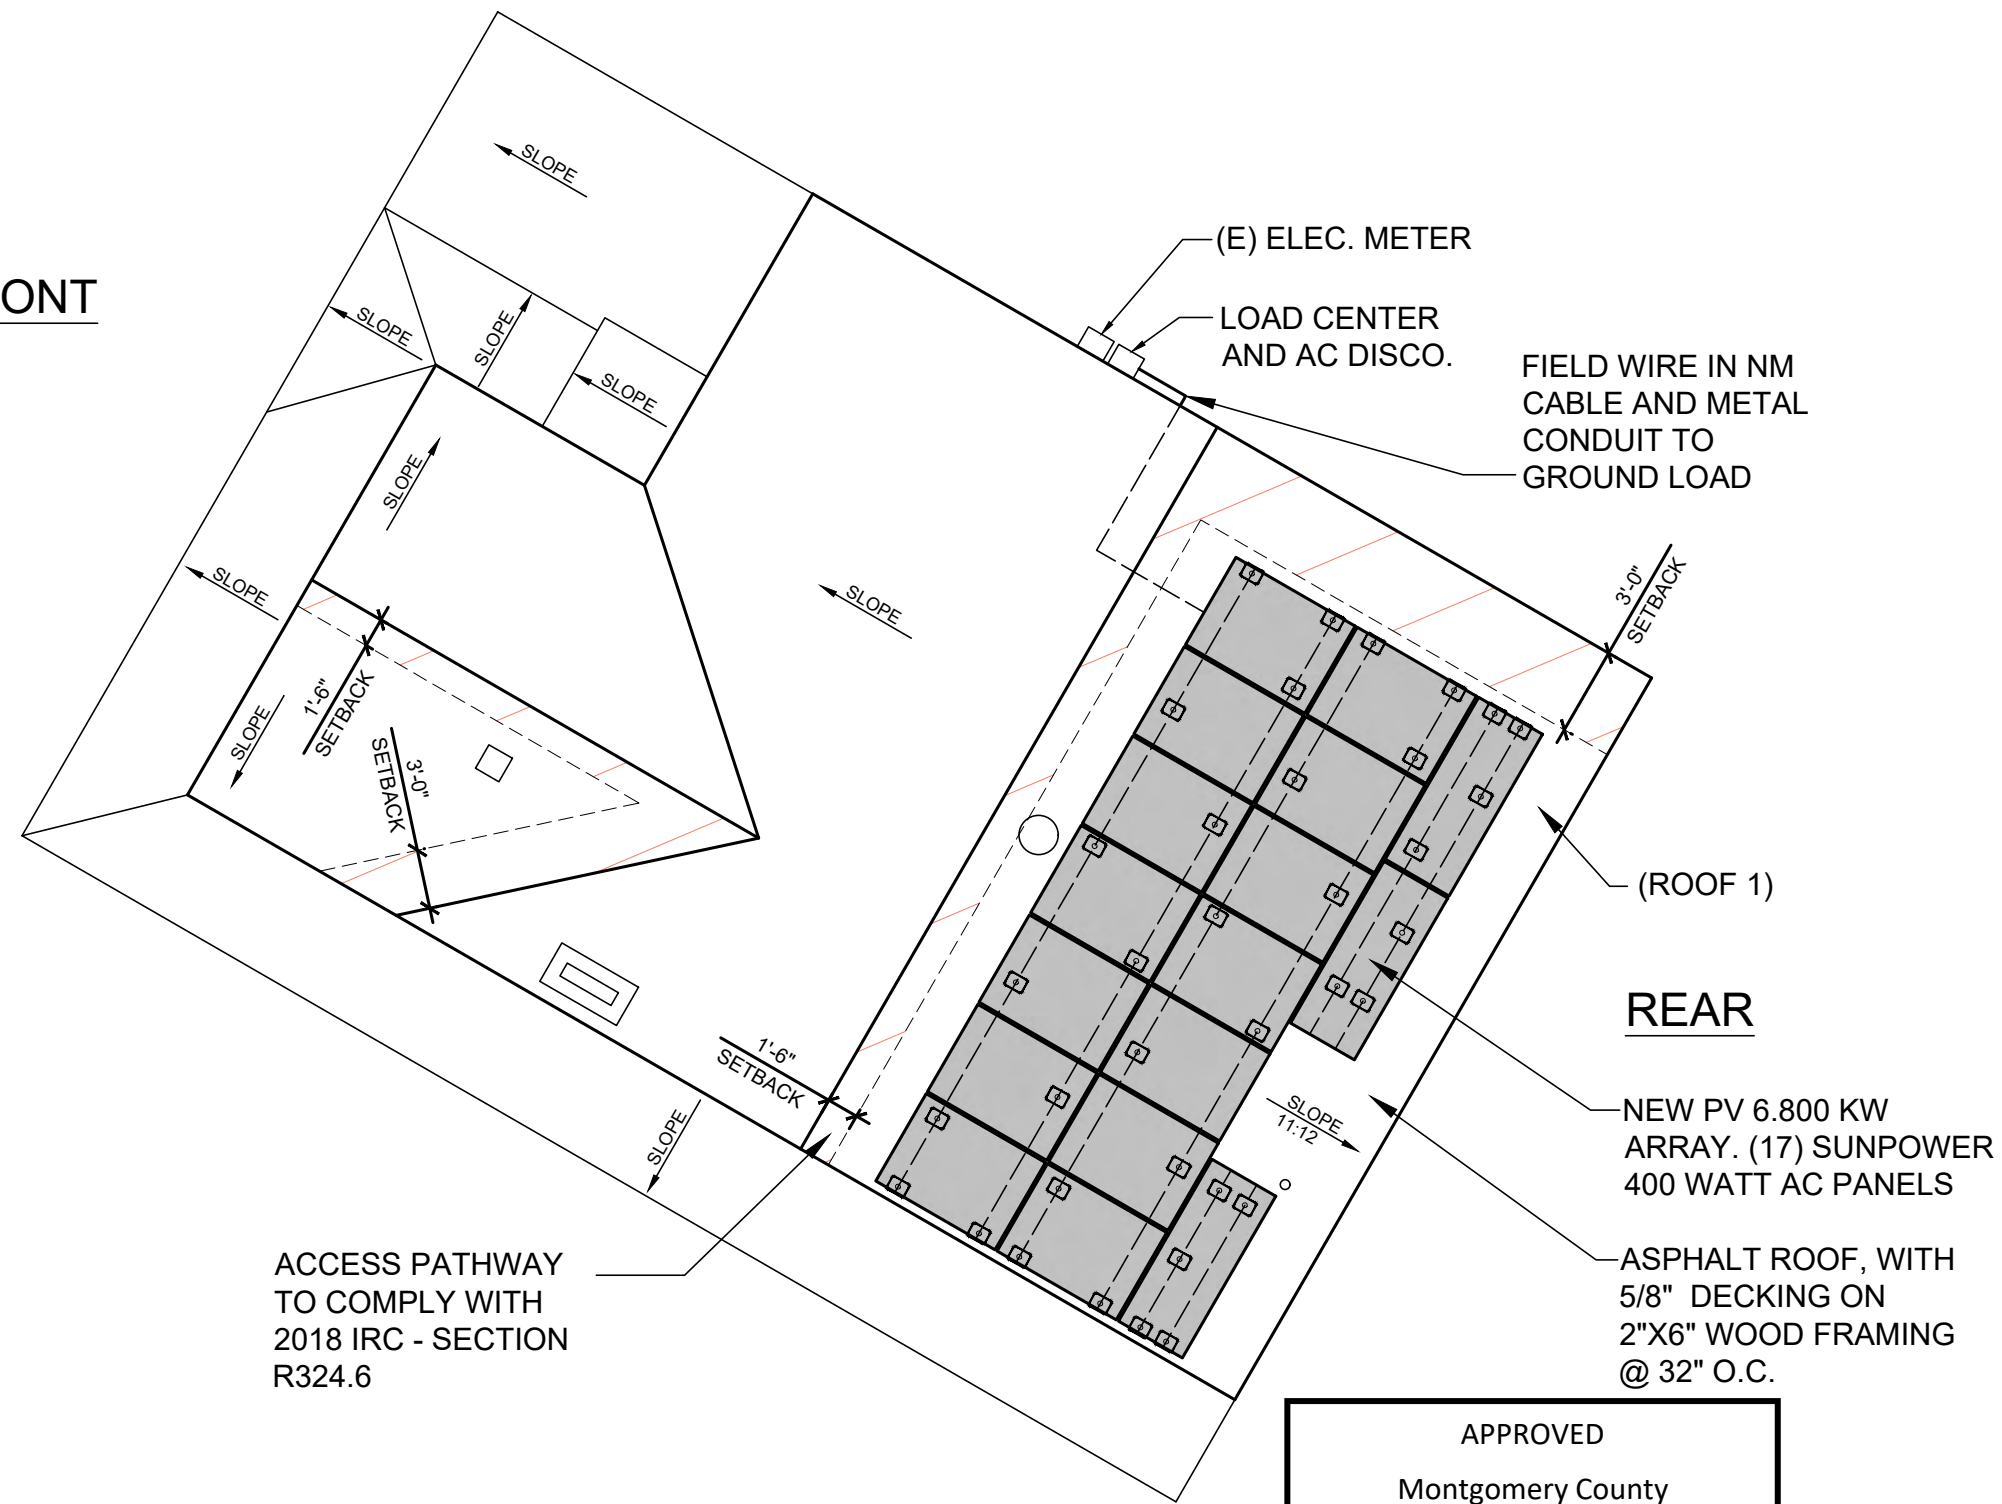 ONT
SLOPE
(E) ELEC. METER
LOAD CENTER
AND AC DISCO.
FIELD WIRE IN NM
CABLE AND METAL
CONDUIT TO
GROUND LOAD
SLOPE
SLOPE
SLOPE
SLOPE
SLOPE
SLOPE
3'-0"
SETBACK
1'-6"
SETBACK
SLOPE
3'-0"
SETBACK
(ROOF 1)
REAR
1'-6"
SETBACK
SLOPE
SLOPE
11:12
NEW PV 6.800 KW
ARRAY. (17) SUNPOWER
400 WATT AC PANELS
ACCESS PATHWAY
TO COMPLY WITH
2018 IRC - SECTION
R324.6
ASPHALT ROOF, WITH
5/8" DECKING ON
2"X6" WOOD FRAMING
@ 32" O.C.
APPROVED
Montgomery County